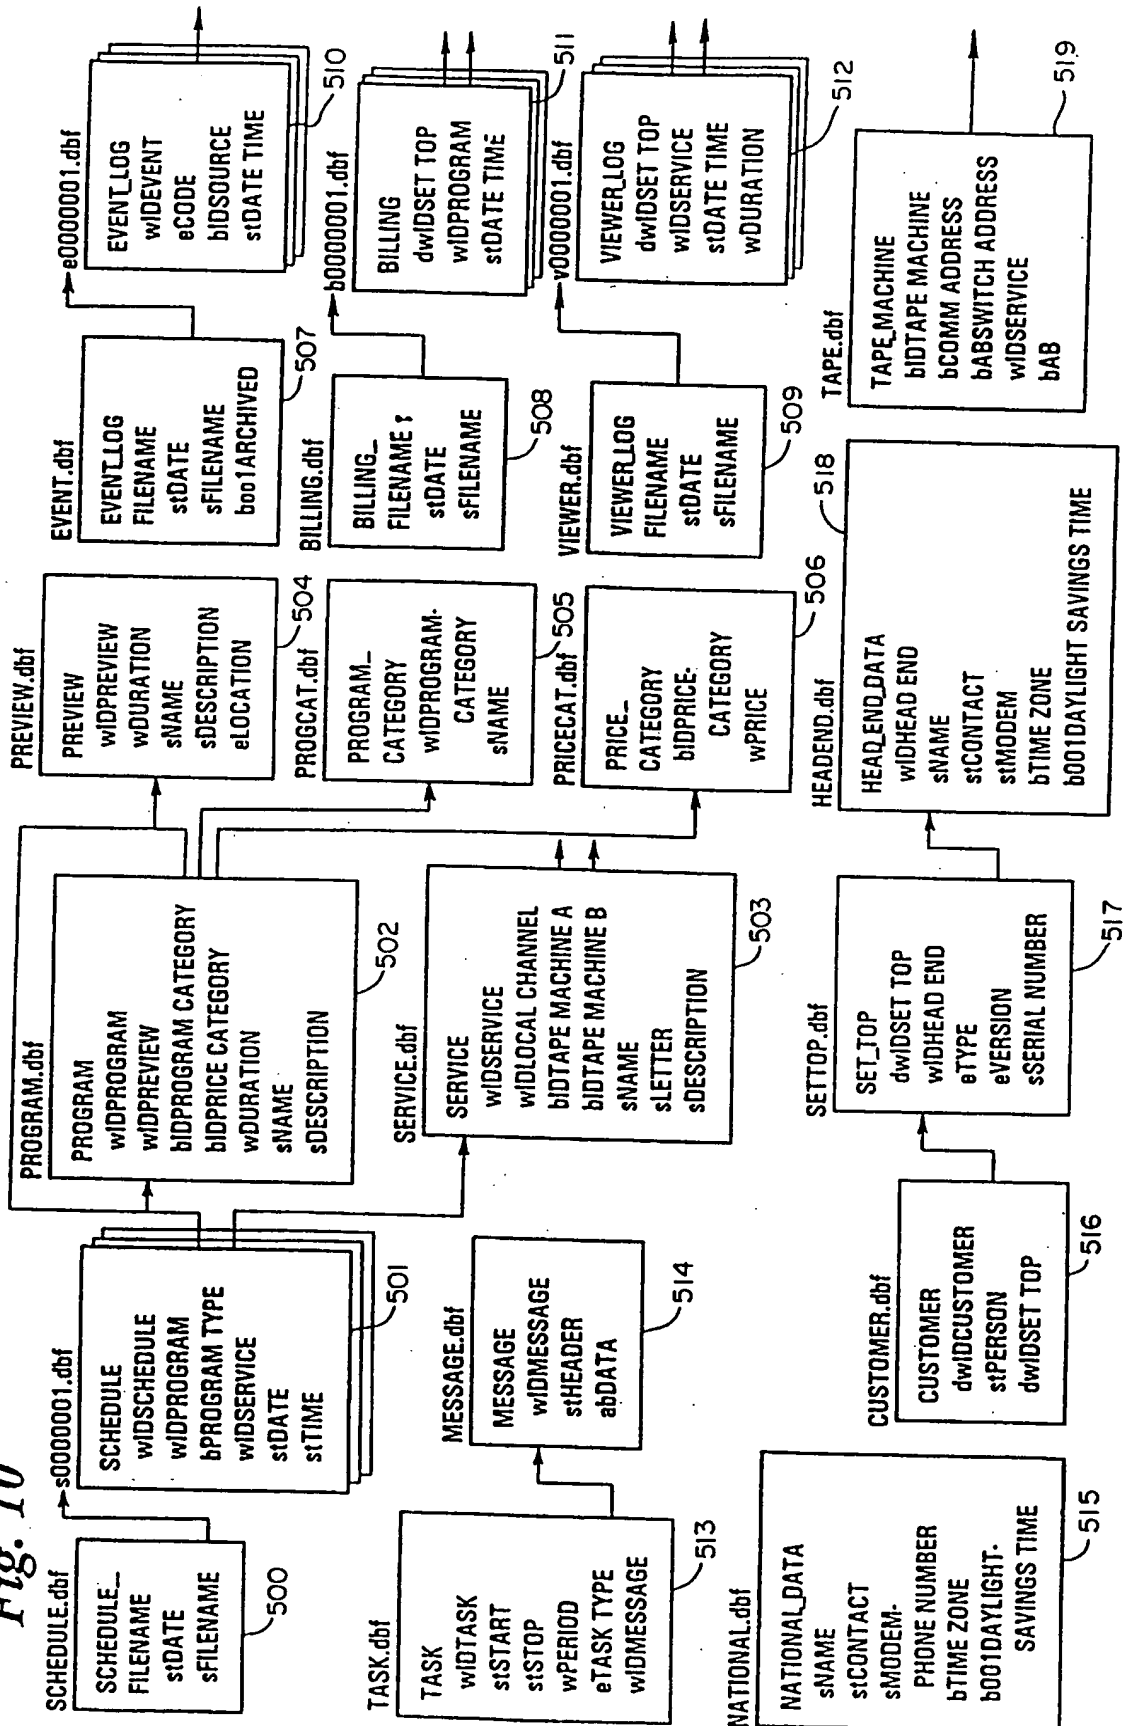 Fig. 10
SCHEDULE.dbf
SCHEDULE_
FILENAME
stDATE
sFILENAME
500
s0000001.dbf
SCHEDULE
wIDSCHEDULE
wIDPROGRAM
bPROGRAM TYPE
wIDSERVICE
stDATE
stTIME
501
PROGRAM.dbf
PROGRAM
wIDPROGRAM
wIDPREVIEW
bIDPROGRAM CATEGORY
bIDPRICE CATEGORY
wDURATION
sNAME
sDESCRIPTION
502
SERVICE.dbf
SERVICE
wIDSERVICE
wIDLOCAL CHANNEL
bIDTAPE MACHINE A
bIDTAPE MACHINE B
sNAME
sLETTER
sDESCRIPTION
503
PREVIEW.dbf
PREVIEW
wIDPREVIEW
wDURATION
sNAME
sDESCRIPTION
eLOCATION
504
PROGCAT.dbf
PROGRAM_
CATEGORY
wIDPROGRAM-
CATEGORY
sNAME
505
PRICECAT.dbf
PRICE_
CATEGORY
bIDPRICE-
CATEGORY
wPRICE
506
EVENT.dbf
EVENT_LOG
FILENAME
stDATE
sFILENAME
boo1ARCHIVED
507
BILLING.dbf
BILLING_
FILENAME
stDATE
sFILENAME
508
VIEWER.dbf
VIEWER_LOG
FILENAME
stDATE
sFILENAME
509
e0000001.dbf
EVENT_LOG
wIDEVENT
eCODE
bIDSOURCE
stDATE TIME
510
b0000001.dbf
BILLING
dwIDSET TOP
wIDPROGRAM
stDATE TIME
511
v0000001.dbf
VIEWER_LOG
dwIDSET TOP
wIDSERVICE
stDATE TIME
wDURATION
512
TASK.dbf
TASK
wIDTASK
stSTART
stSTOP
wPERIOD
eTASK TYPE
wIDMESSAGE
513
MESSAGE.dbf
MESSAGE
wIDMESSAGE
stHEADER
abDATA
514
NATIONAL.dbf
NATIONAL_DATA
sNAME
stCONTACT
sMODEM-
PHONE NUMBER
bTIME ZONE
b001DAYLIGHT-
SAVINGS TIME
515
CUSTOMER.dbf
CUSTOMER
dwIDCUSTOMER
stPERSON
dwIDSET TOP
516
SETTOP.dbf
SET_TOP
dwIDSET TOP
wIDHEAD END
eTYPE
eVERSION
sSERIAL NUMBER
517
HEADEND.dbf
HEAD_END_DATA
wIDHEAD END
sNAME
stCONTACT
stMODEM
bTIME ZONE
b001DAYLIGHT SAVINGS TIME
518
TAPE.dbf
TAPE_MACHINE
bIDTAPE MACHINE
bCOMM ADDRESS
bABSWITCH ADDRESS
wIDSERVICE
bAB
519